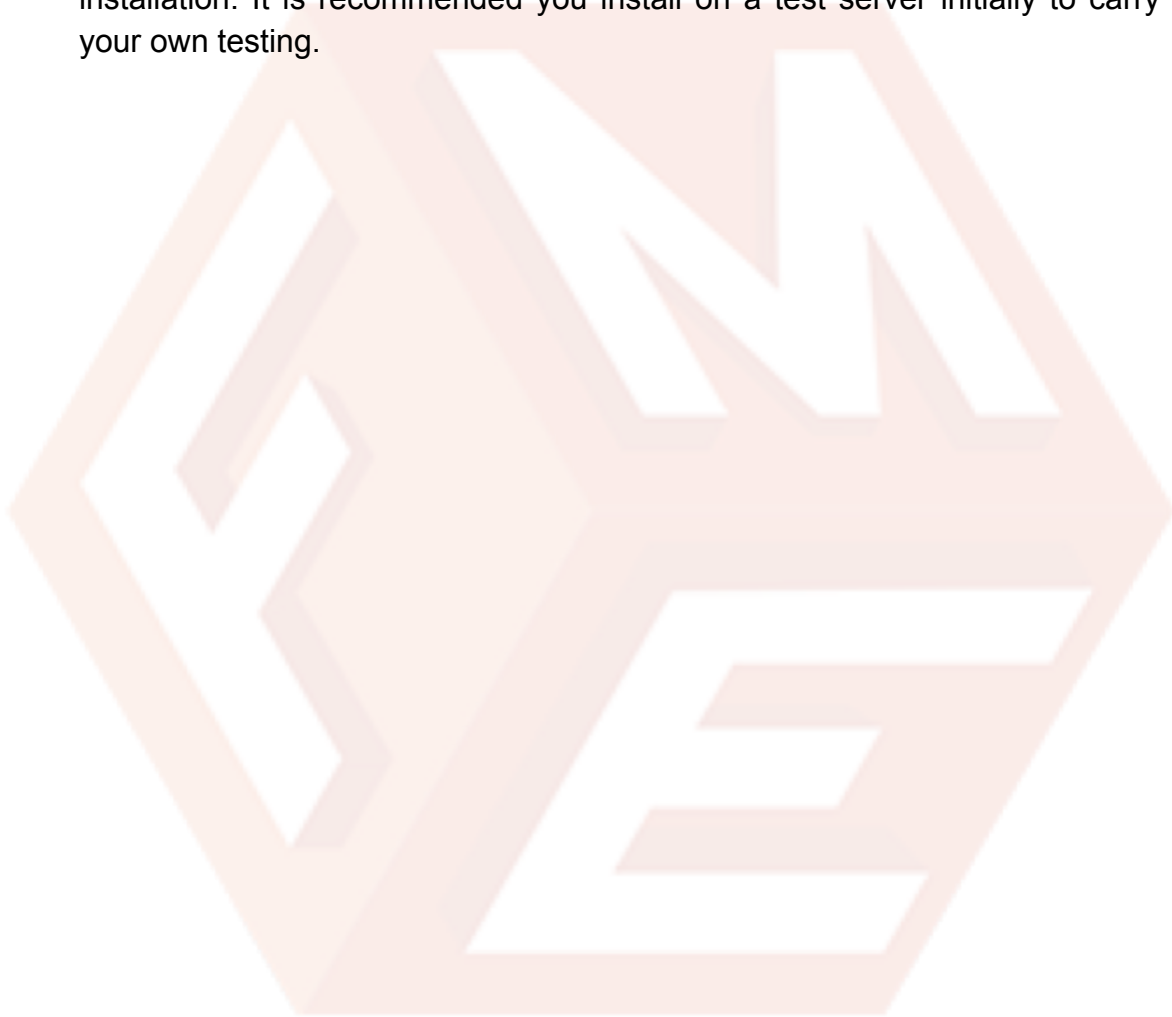 installation. It is recommended you install on a test server initially to carry
your own testing.
F
M
E